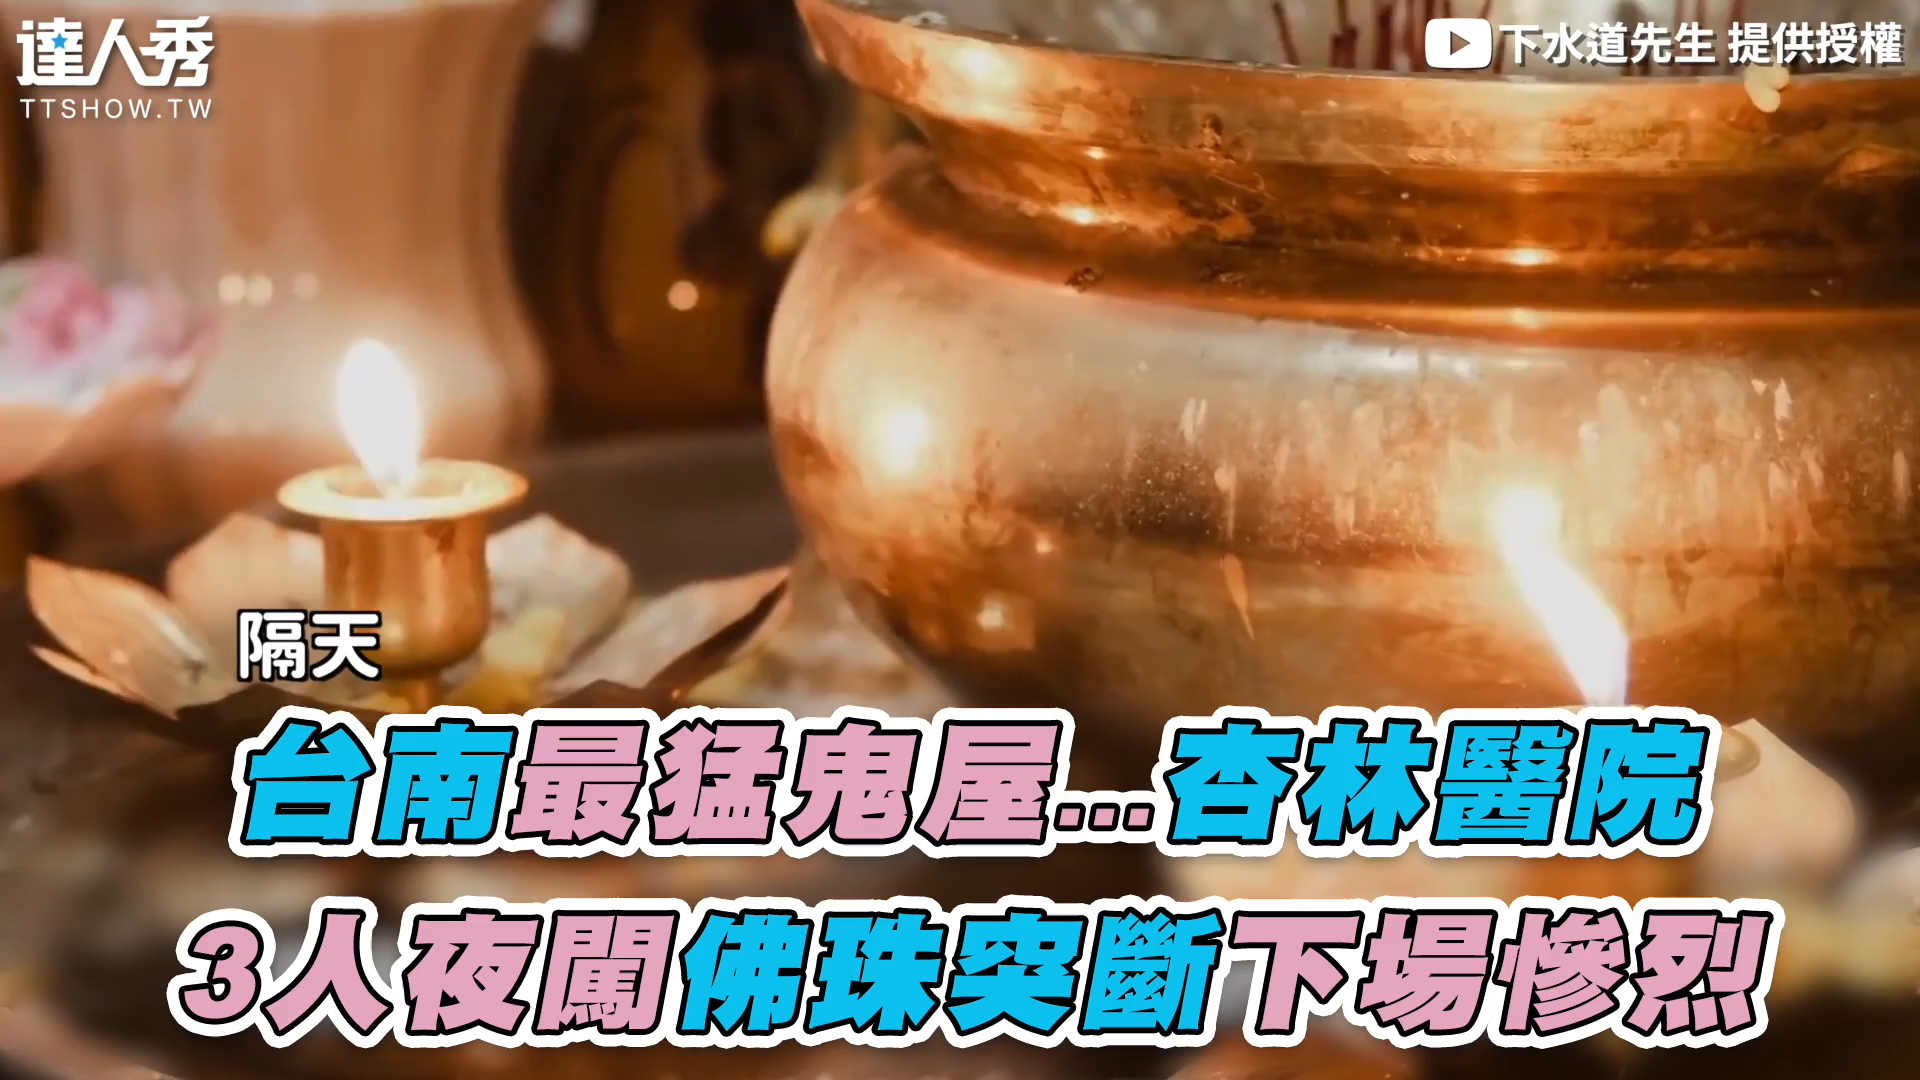 達人秀
TTSHOW.TW
下水道先生 提供授權
隔天
台南最猛鬼屋...杏林醫院
3人夜闖佛珠突斷下場慘烈